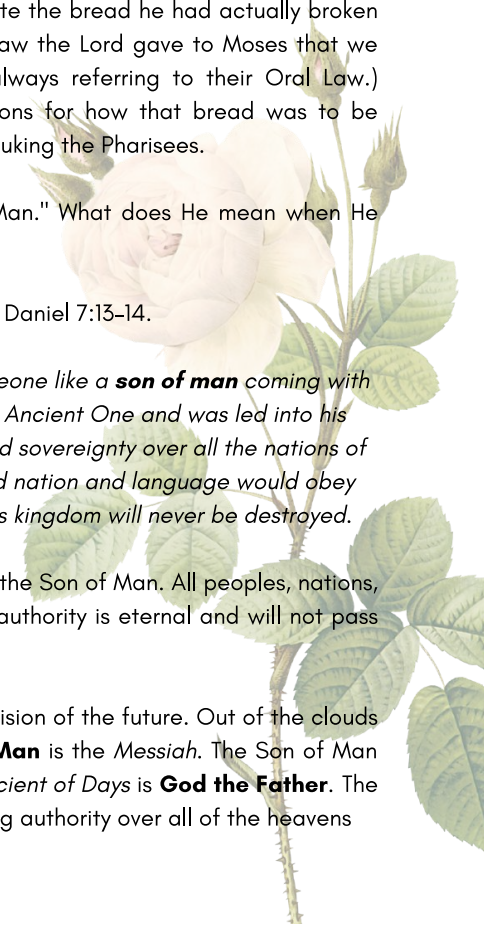 te the bread he had actually broken
aw the Lord gave to Moses that we
lways referring to their Oral Law.)
ons for how that bread was to be
uking the Pharisees.
Man." What does He mean when He
Daniel 7:13–14.
eone like a son of man coming with
Ancient One and was led into his
d sovereignty over all the nations of
d nation and language would obey
s kingdom will never be destroyed.
the Son of Man. All peoples, nations,
authority is eternal and will not pass
ision of the future. Out of the clouds
Man is the Messiah. The Son of Man
cient of Days is God the Father. The
g authority over all of the heavens